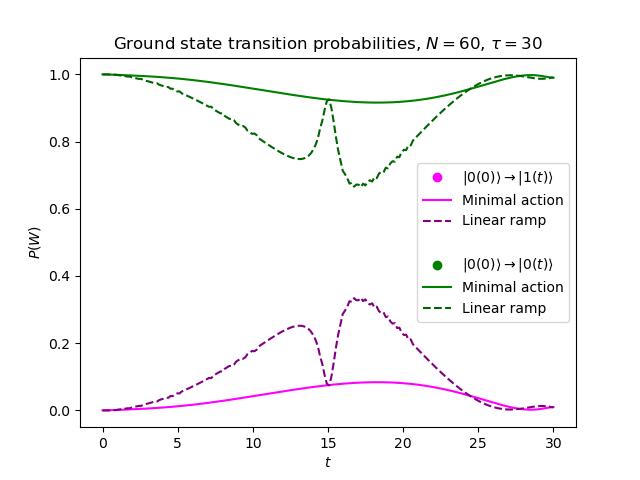 Ground state transition probabilities, $N = 60$, $\tau = 30$
P(W)
1.0
0.8
0.6
0.4
0.2
0.0
|0(0)⟩→|1(t)⟩
Minimal action
Linear ramp
|0(0)⟩→|0(t)⟩
Minimal action
Linear ramp
0 5 10 15 20 25 30
t